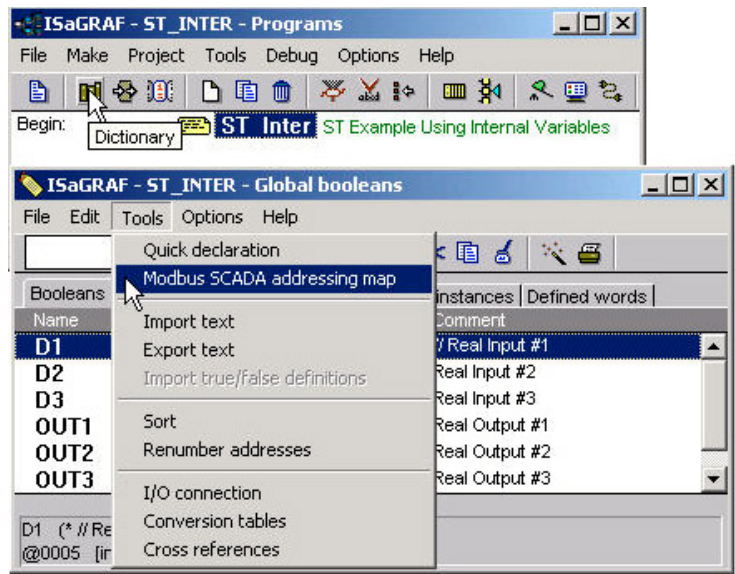 ISaGRAF - ST_INTER - Programs
File Make Project Tools Debug Options Help
Begin: ST Inter ST Example Using Internal Variables
Dictionary
ISaGRAF - ST_INTER - Global booleans
File Edit Tools Options Help
Quick declaration
Modbus SCADA addressing map
Booleans instances Defined words
Name Comment
Import text
D1 // Real Input #1
Export text
D2 Real Input #2
Import true/false definitions
D3 Real Input #3
Sort
OUT1 Real Output #1
Renumber addresses
OUT2 Real Output #2
OUT3 Real Output #3
I/O connection
Conversion tables
D1 (* // Re
Cross references
@0005 [in